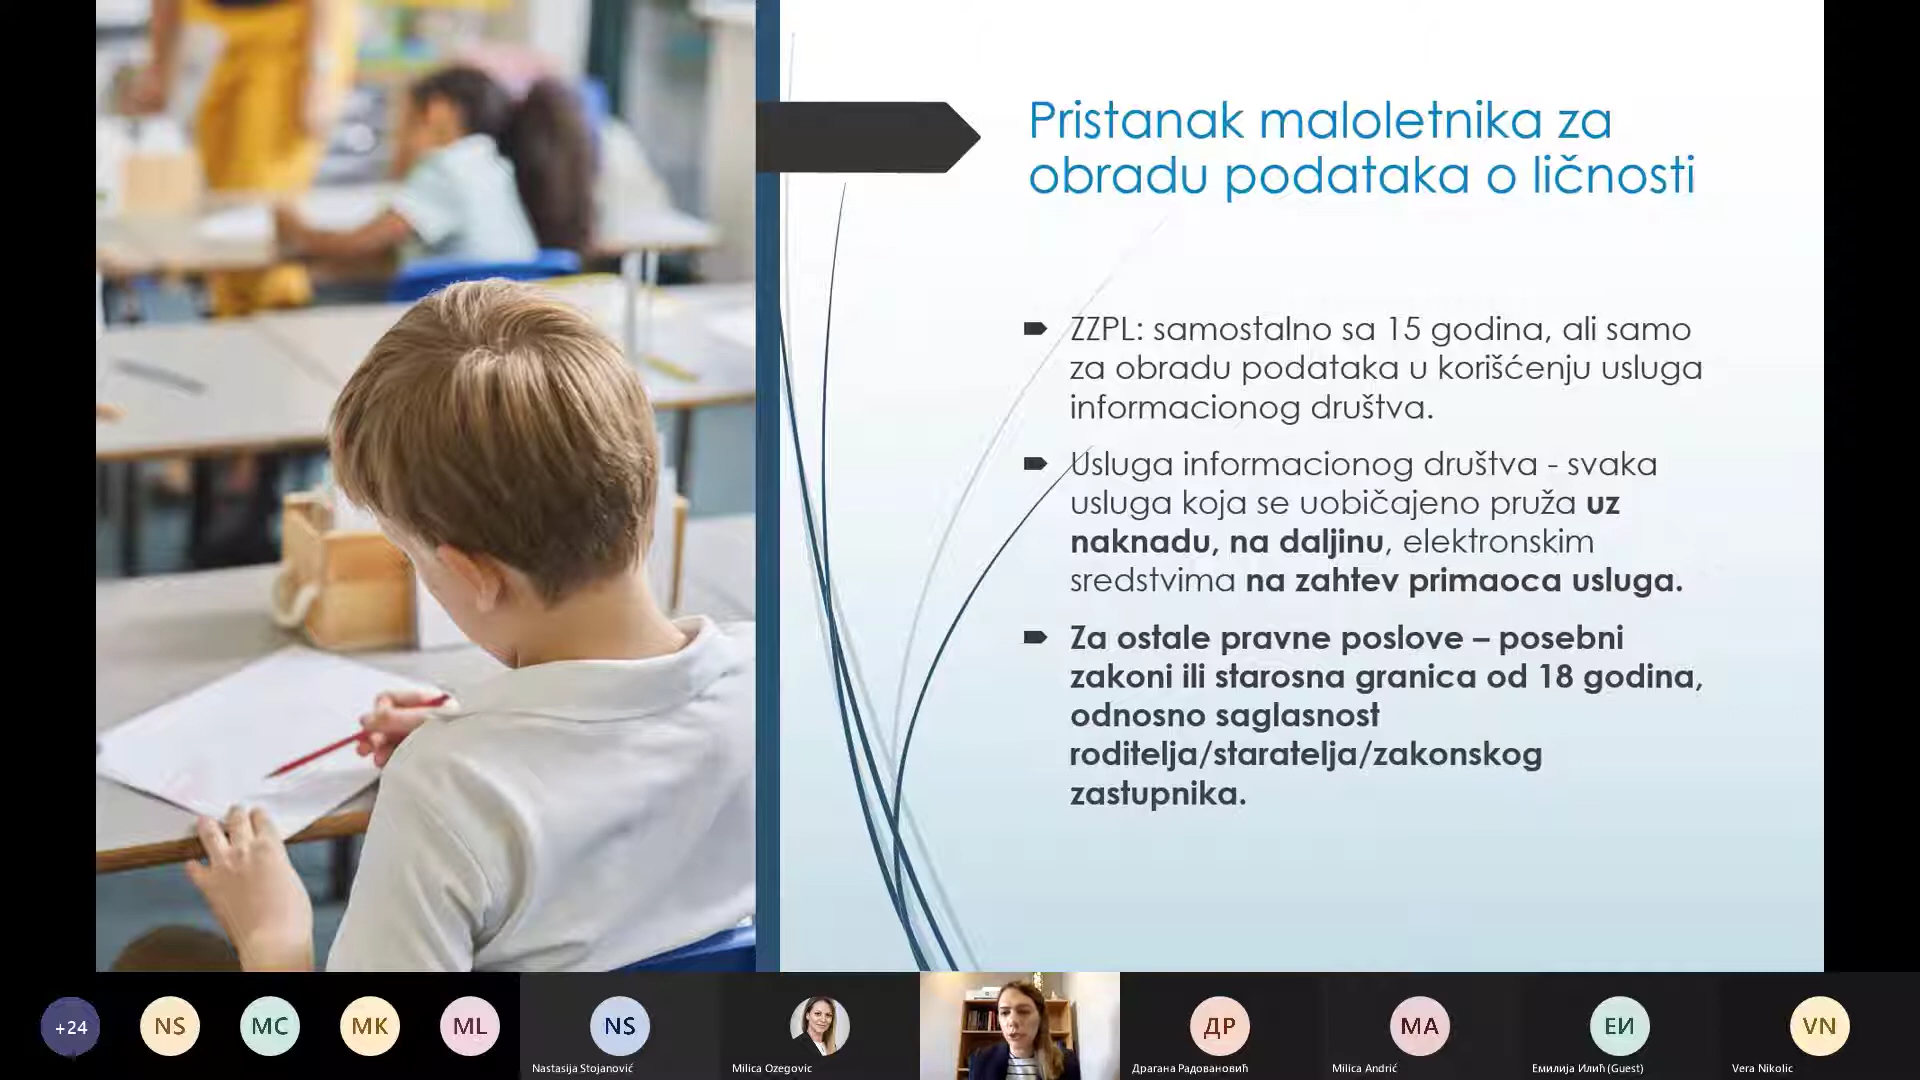 Pristanak maloletnika za
obradu podataka o ličnosti
ZZPL: samostalno sa 15 godina, ali samo
za obradu podataka u korišćenju usluga
informacionog društva.
Usluga informacionog društva - svaka
usluga koja se uobičajeno pruža uz
naknadu, na daljinu, elektronskim
sredstvima na zahtev primaoca usluga.
Za ostale pravne poslove – posebni
zakoni ili starosna granica od 18 godina,
odnosno saglasnost
roditelja/staratelja/zakonskog
zastupnika.
+24
NS
MC
MK
ML
NS
Nastasija Stojanović
Milica Ozegovic
ДР
Драгана Радовановић
MA
Milica Andrić
ЕИ
Емилија Илић (Guest)
VN
Vera Nikolic